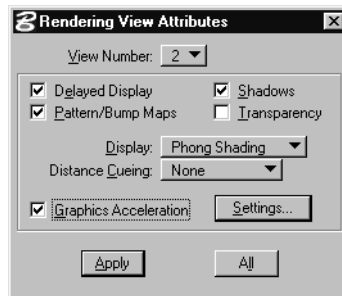 Rendering View Attributes
View Number: 2
Delayed Display Shadows
Pattern/Bump Maps Transparency
Display: Phong Shading
Distance Cueing: None
Graphics Acceleration Settings...
Apply All